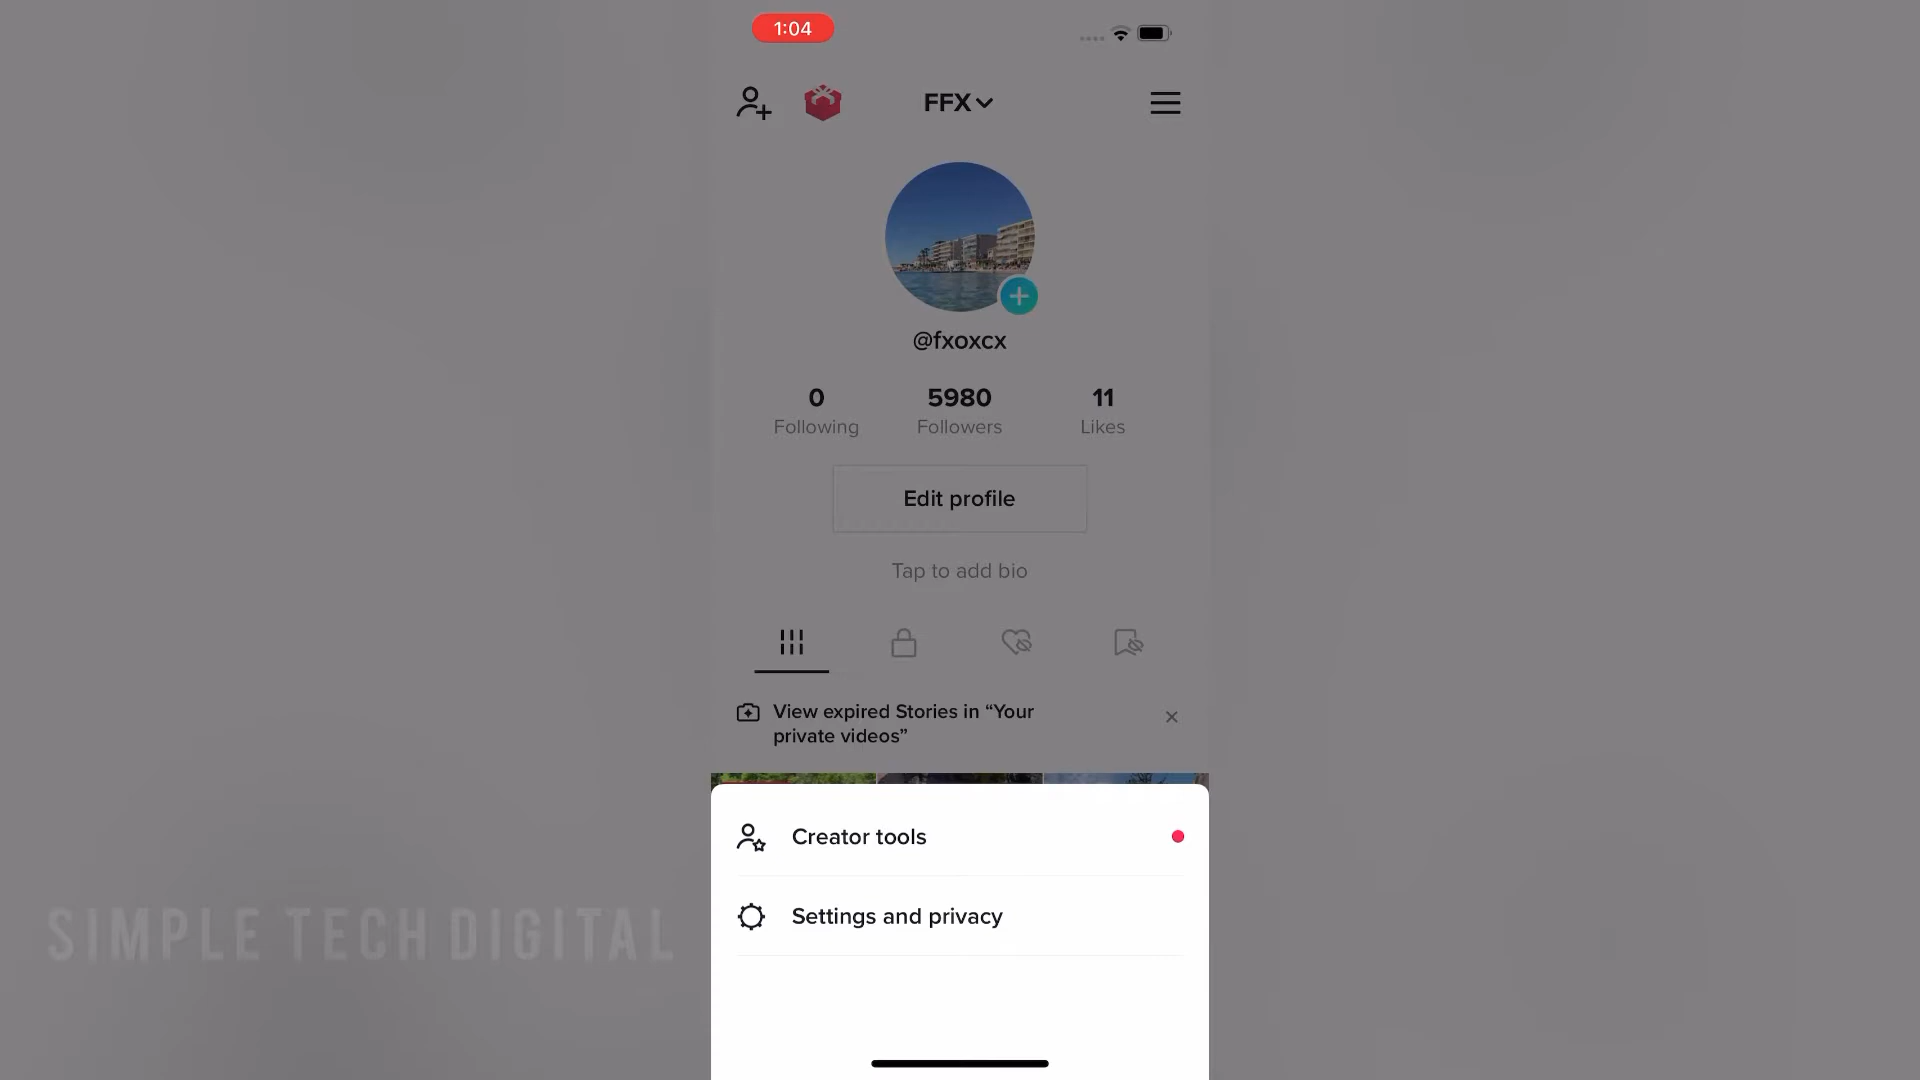 1:04
FFX
@fxoxcx
0 5980 11
Following Followers Likes
Edit profile
Tap to add bio
View expired Stories in “Your
private videos”
Creator tools
Settings and privacy
SIMPLE TECH DIGITAL